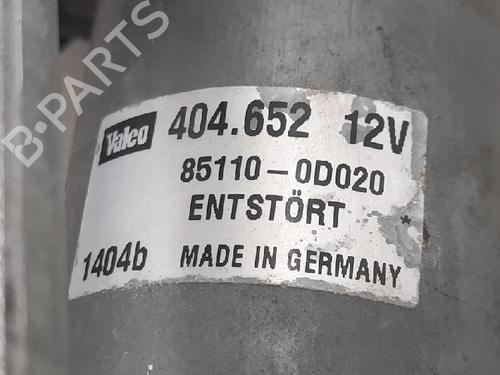 B-PARTS
Valeo 404.652 12V
85110-0D020
ENTSTÖRT *
1404b MADE IN GERMANY